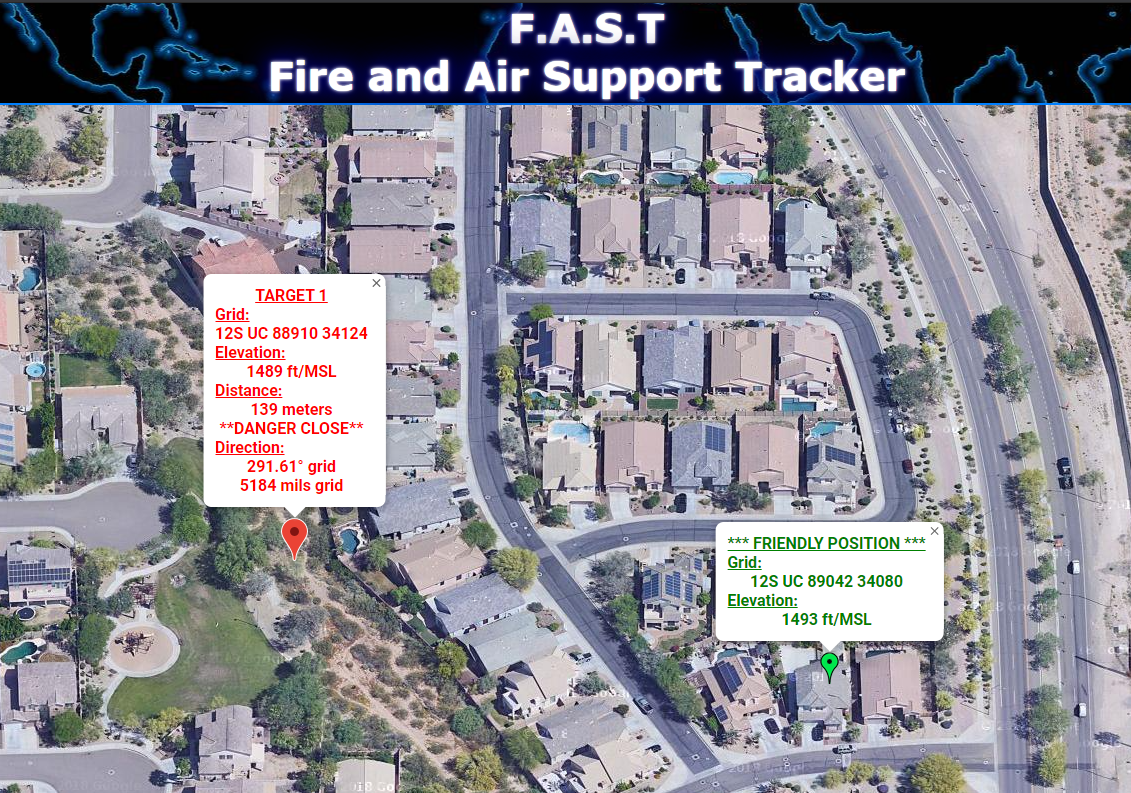 F.A.S.T
Fire and Air Support Tracker
TARGET 1
Grid:
12S UC 88910 34124
Elevation:
1489 ft/MSL
Distance:
139 meters
**DANGER CLOSE**
Direction:
291.61° grid
5184 mils grid
*** FRIENDLY POSITION ***
Grid:
12S UC 89042 34080
Elevation:
1493 ft/MSL